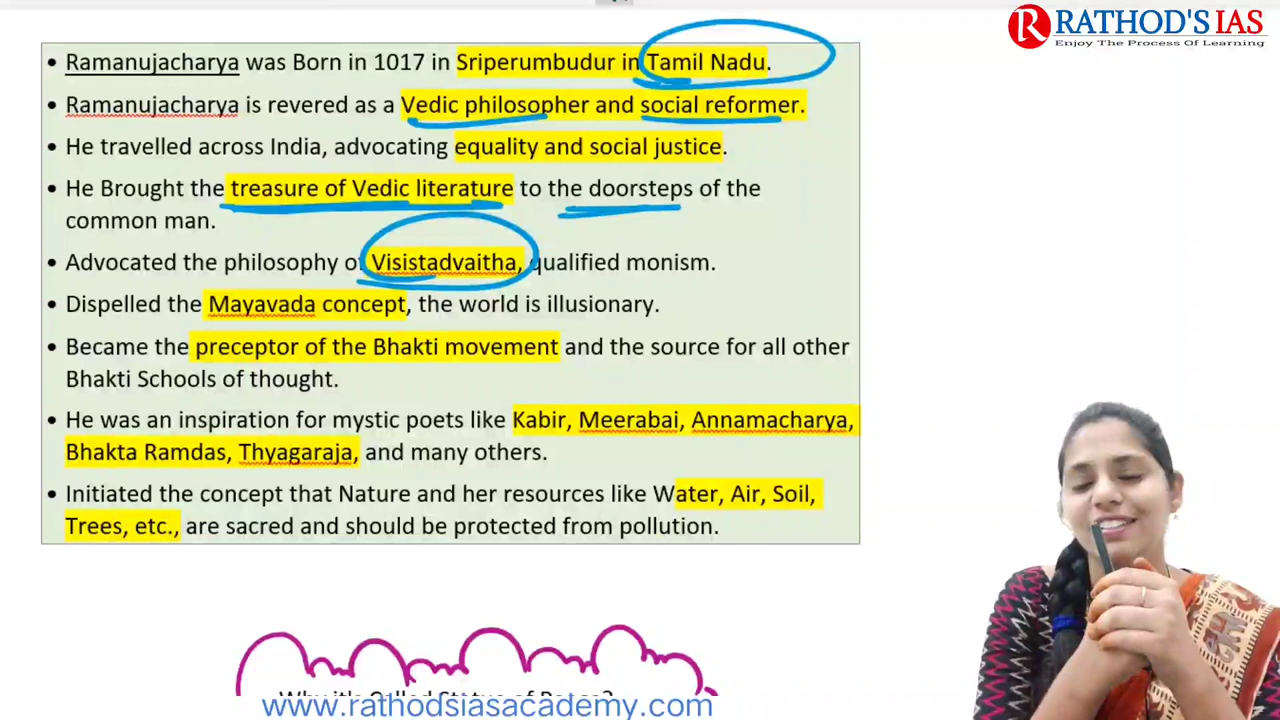 RATHOD'S IAS
Enjoy The Process Of Learning
• Ramanujacharya was Born in 1017 in Sriperumbudur in Tamil Nadu.
• Ramanujacharya is revered as a Vedic philosopher and social reformer.
• He travelled across India, advocating equality and social justice.
• He Brought the treasure of Vedic literature to the doorsteps of the
common man.
• Advocated the philosophy of Visistadvaitha, qualified monism.
• Dispelled the Mayavada concept, the world is illusionary.
• Became the preceptor of the Bhakti movement and the source for all other
Bhakti Schools of thought.
• He was an inspiration for mystic poets like Kabir, Meerabai, Annamacharya,
Bhakta Ramdas, Thyagaraja, and many others.
• Initiated the concept that Nature and her resources like Water, Air, Soil,
Trees, etc., are sacred and should be protected from pollution.
Why it's Called Statue of
www.rathodsiasacademy.com